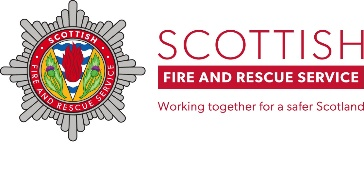 SCOTTISH
FIRE AND RESCUE SERVICE
SCOTTISH
FIRE AND RESCUE SERVICE
Working together for a safer Scotland